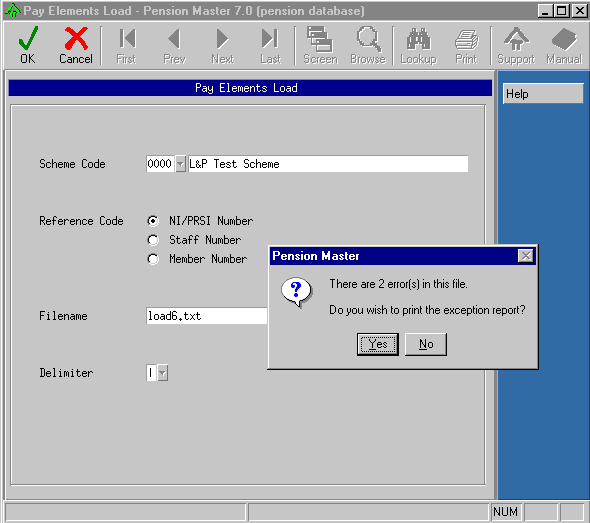 Pay Elements Load - Pension Master 7.0 (pension database)
OK Cancel First Prev Next Last Screen Browse Lookup Print Support Manual
Pay Elements Load
Help
Scheme Code 0000 L&P Test Scheme
Reference Code NI/PRSI Number
Staff Number
Member Number
Pension Master
There are 2 error(s) in this file.
Do you wish to print the exception report?
Yes No
Filename load6.txt
Delimiter |
NUM